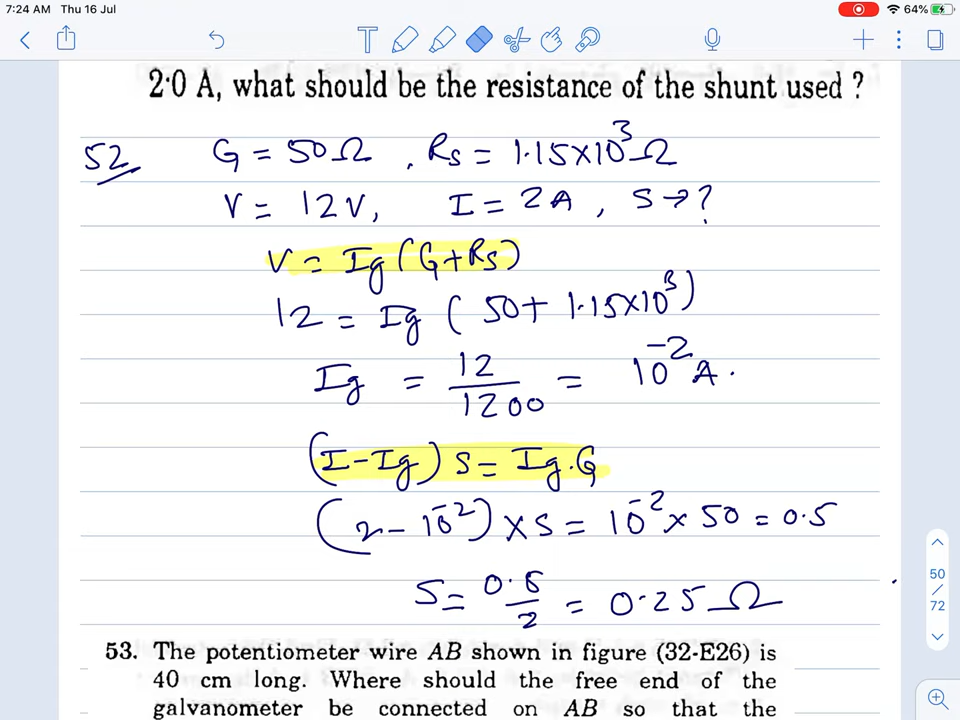 7:24 AM Thu 16 Jul 64%
2·0 A, what should be the resistance of the shunt used ?
52 G = 50Ω , Rs = 1·15×10³ Ω
V = 12V, I = 2A , S → ?
V = Ig (G+Rs)
12 = Ig ( 50+ 1·15×10³)
Ig = 12/1200 = 10⁻² A.
(I-Ig) S = Ig.G
(2-10⁻²) × S = 10⁻² × 50 = 0.5
S = 0.5/2 = 0.25 Ω
53. The potentiometer wire AB shown in figure (32-E26) is
40 cm long. Where should the free end of the
galvanometer be connected on AB so that the
50
/
72